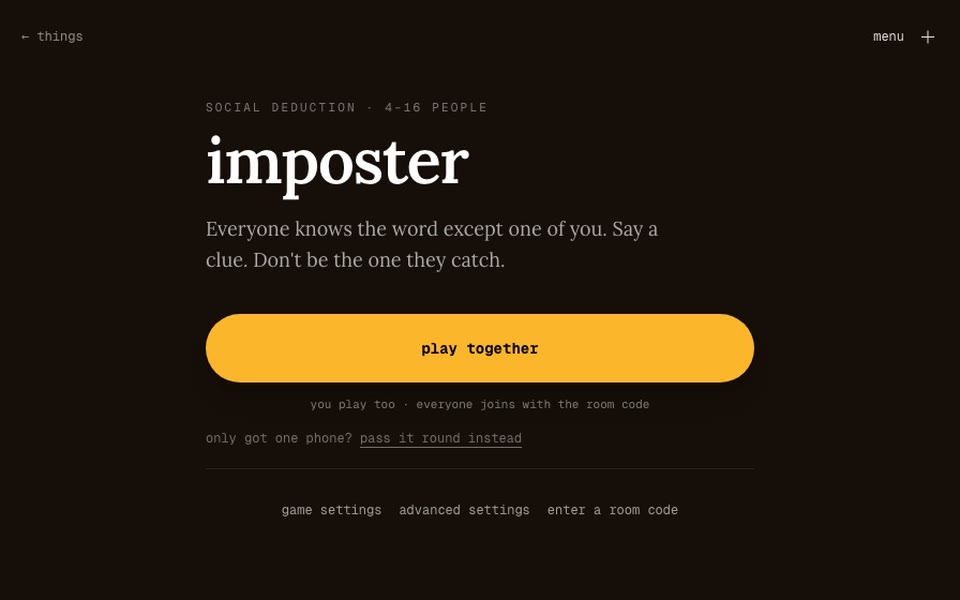 ← things
menu +
SOCIAL DEDUCTION · 4–16 PEOPLE
imposter
Everyone knows the word except one of you. Say a
clue. Don't be the one they catch.
play together
you play too · everyone joins with the room code
only got one phone? pass it round instead
game settings advanced settings enter a room code